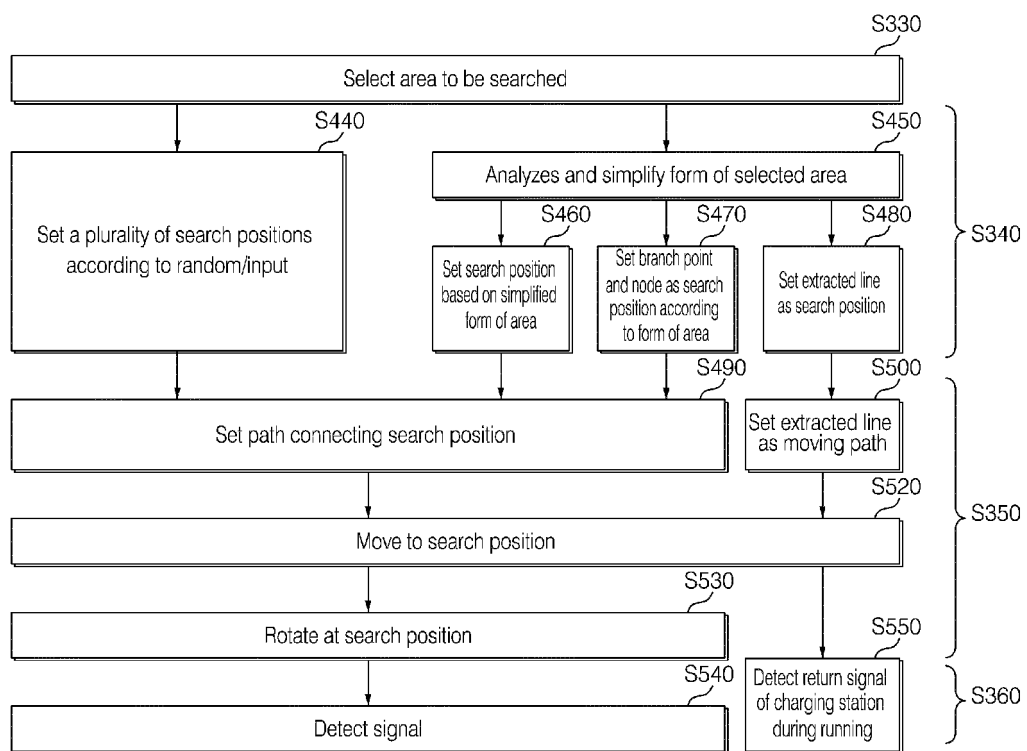 S330
Select area to be searched
S440
S450
Set a plurality of search positions
according to random/input
Analyzes and simplify form of selected area
S460
S470
S480
Set search position
based on simplified
form of area
Set branch point
and node as search
position according
to form of area
Set extracted line
as search position
S340
S490
S500
Set path connecting search position
Set extracted line
as moving path
S520
Move to search position
S350
S530
Rotate at search position
S550
S540
Detect signal
Detect return signal
of charging station
during running
S360